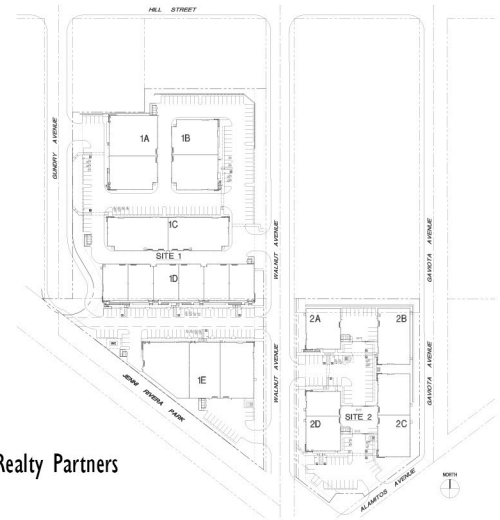 HILL STREET
GUNDRY AVENUE
1A
1B
1C
SITE 1
1D
1E
WALNUT AVENUE
WALNUT AVENUE
GAVIOTA AVENUE
GAVIOTA AVENUE
2A
2B
SITE 2
2D
2C
JENNI RIVERA PARK
ALAMITOS AVENUE
Realty Partners
NORTH